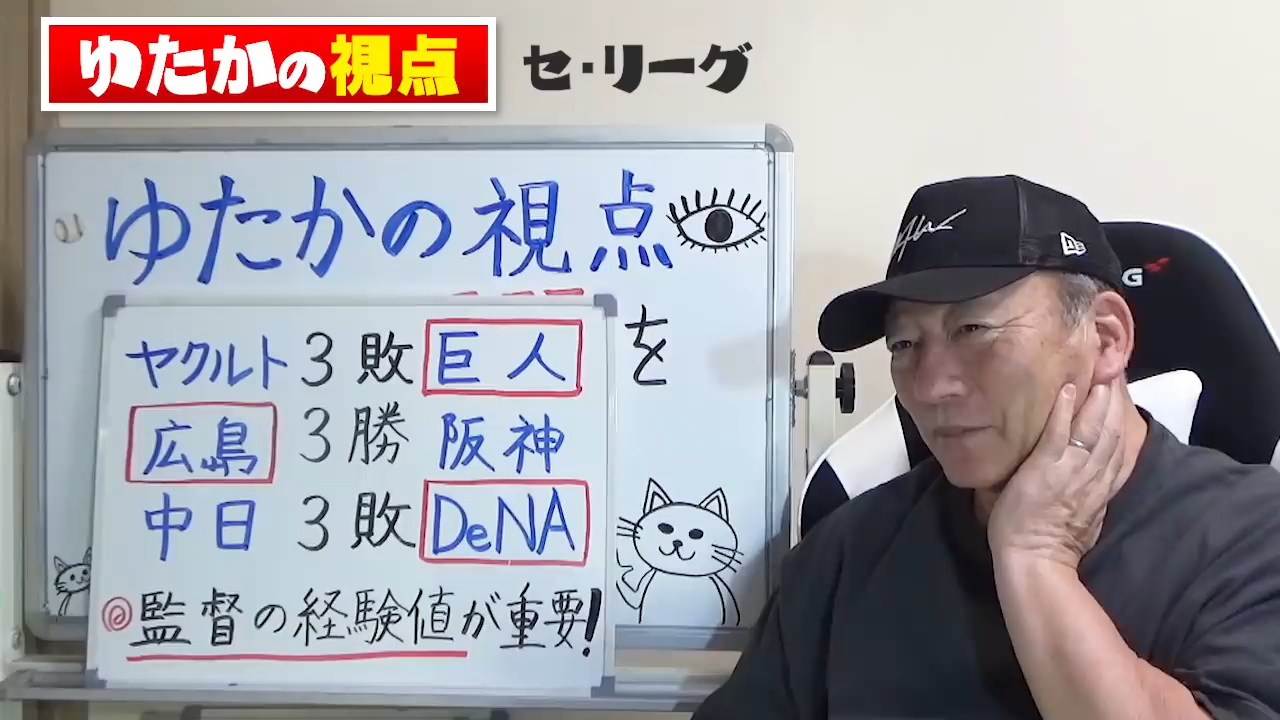 ゆたかの視点
セ・リーグ
ゆたかの視点
を
ヤクルト 3敗 巨人
広島 3勝 阪神
中日 3敗 DeNA
◎監督の経験値が重要!
G